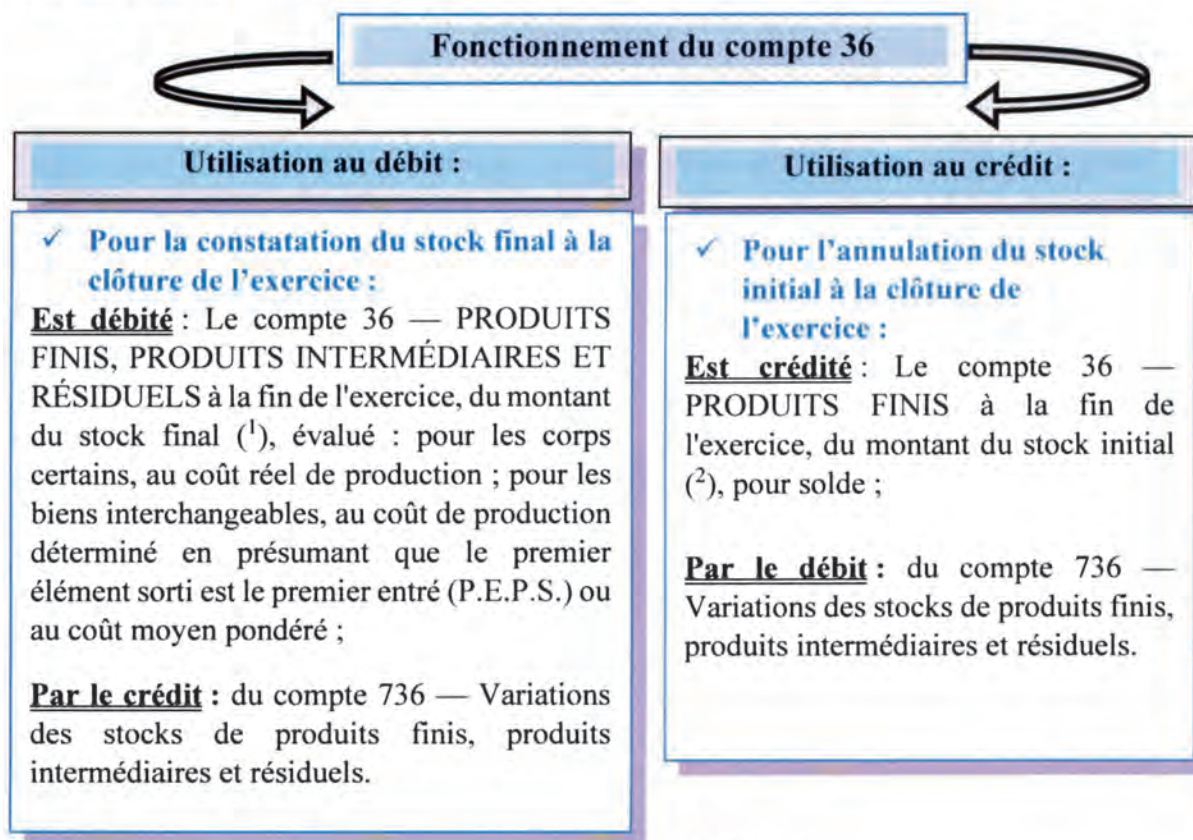 Fonctionnement du compte 36
Utilisation au débit :
✓ Pour la constatation du stock final à la
clôture de l’exercice :
Est débité : Le compte 36 — PRODUITS
FINIS, PRODUITS INTERMÉDIAIRES ET
RÉSIDUELS à la fin de l'exercice, du montant
du stock final (¹), évalué : pour les corps
certains, au coût réel de production ; pour les
biens interchangeables, au coût de production
déterminé en présumant que le premier
élément sorti est le premier entré (P.E.P.S.) ou
au coût moyen pondéré ;
Par le crédit : du compte 736 — Variations
des stocks de produits finis, produits
intermédiaires et résiduels.
Utilisation au crédit :
✓ Pour l’annulation du stock
initial à la clôture de
l’exercice :
Est crédité : Le compte 36 —
PRODUITS FINIS à la fin de
l'exercice, du montant du stock initial
(²), pour solde ;
Par le débit : du compte 736 —
Variations des stocks de produits finis,
produits intermédiaires et résiduels.